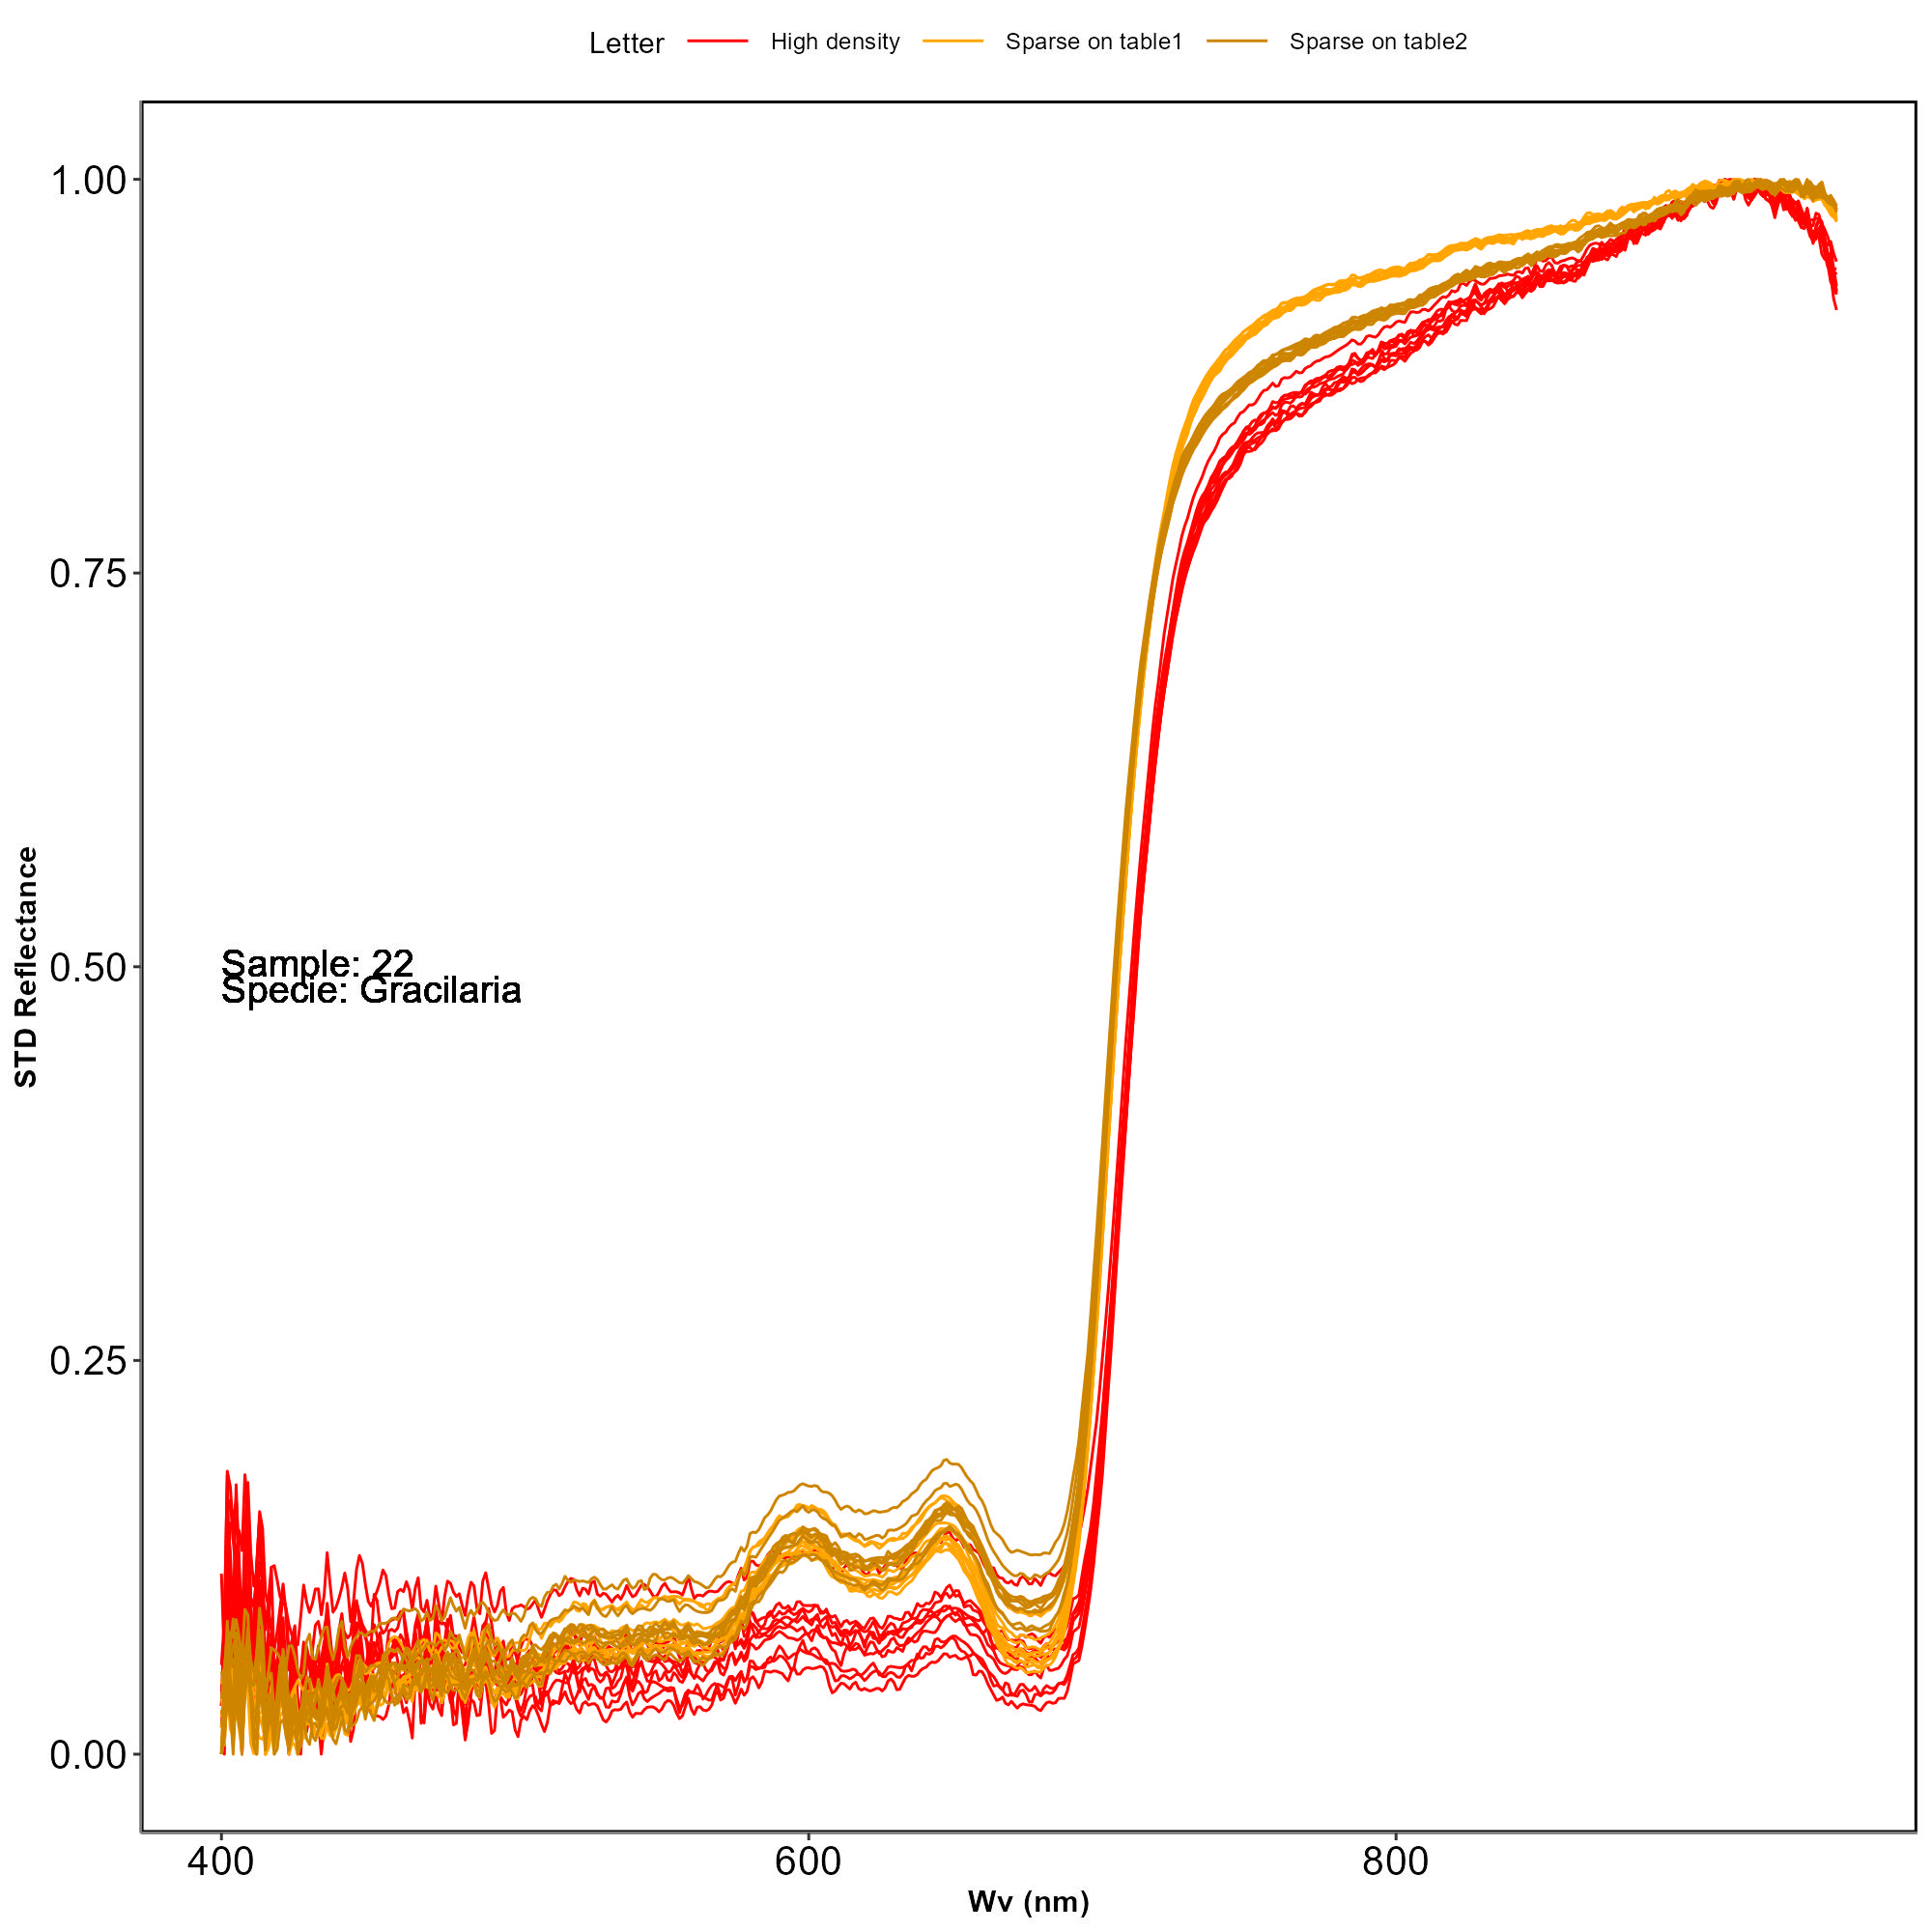 Letter High density Sparse on table1 Sparse on table2
1.00
0.75
0.50
0.25
0.00
STD Reflectance
Sample: 22
Specie: Gracilaria
400 600 800
Wv (nm)